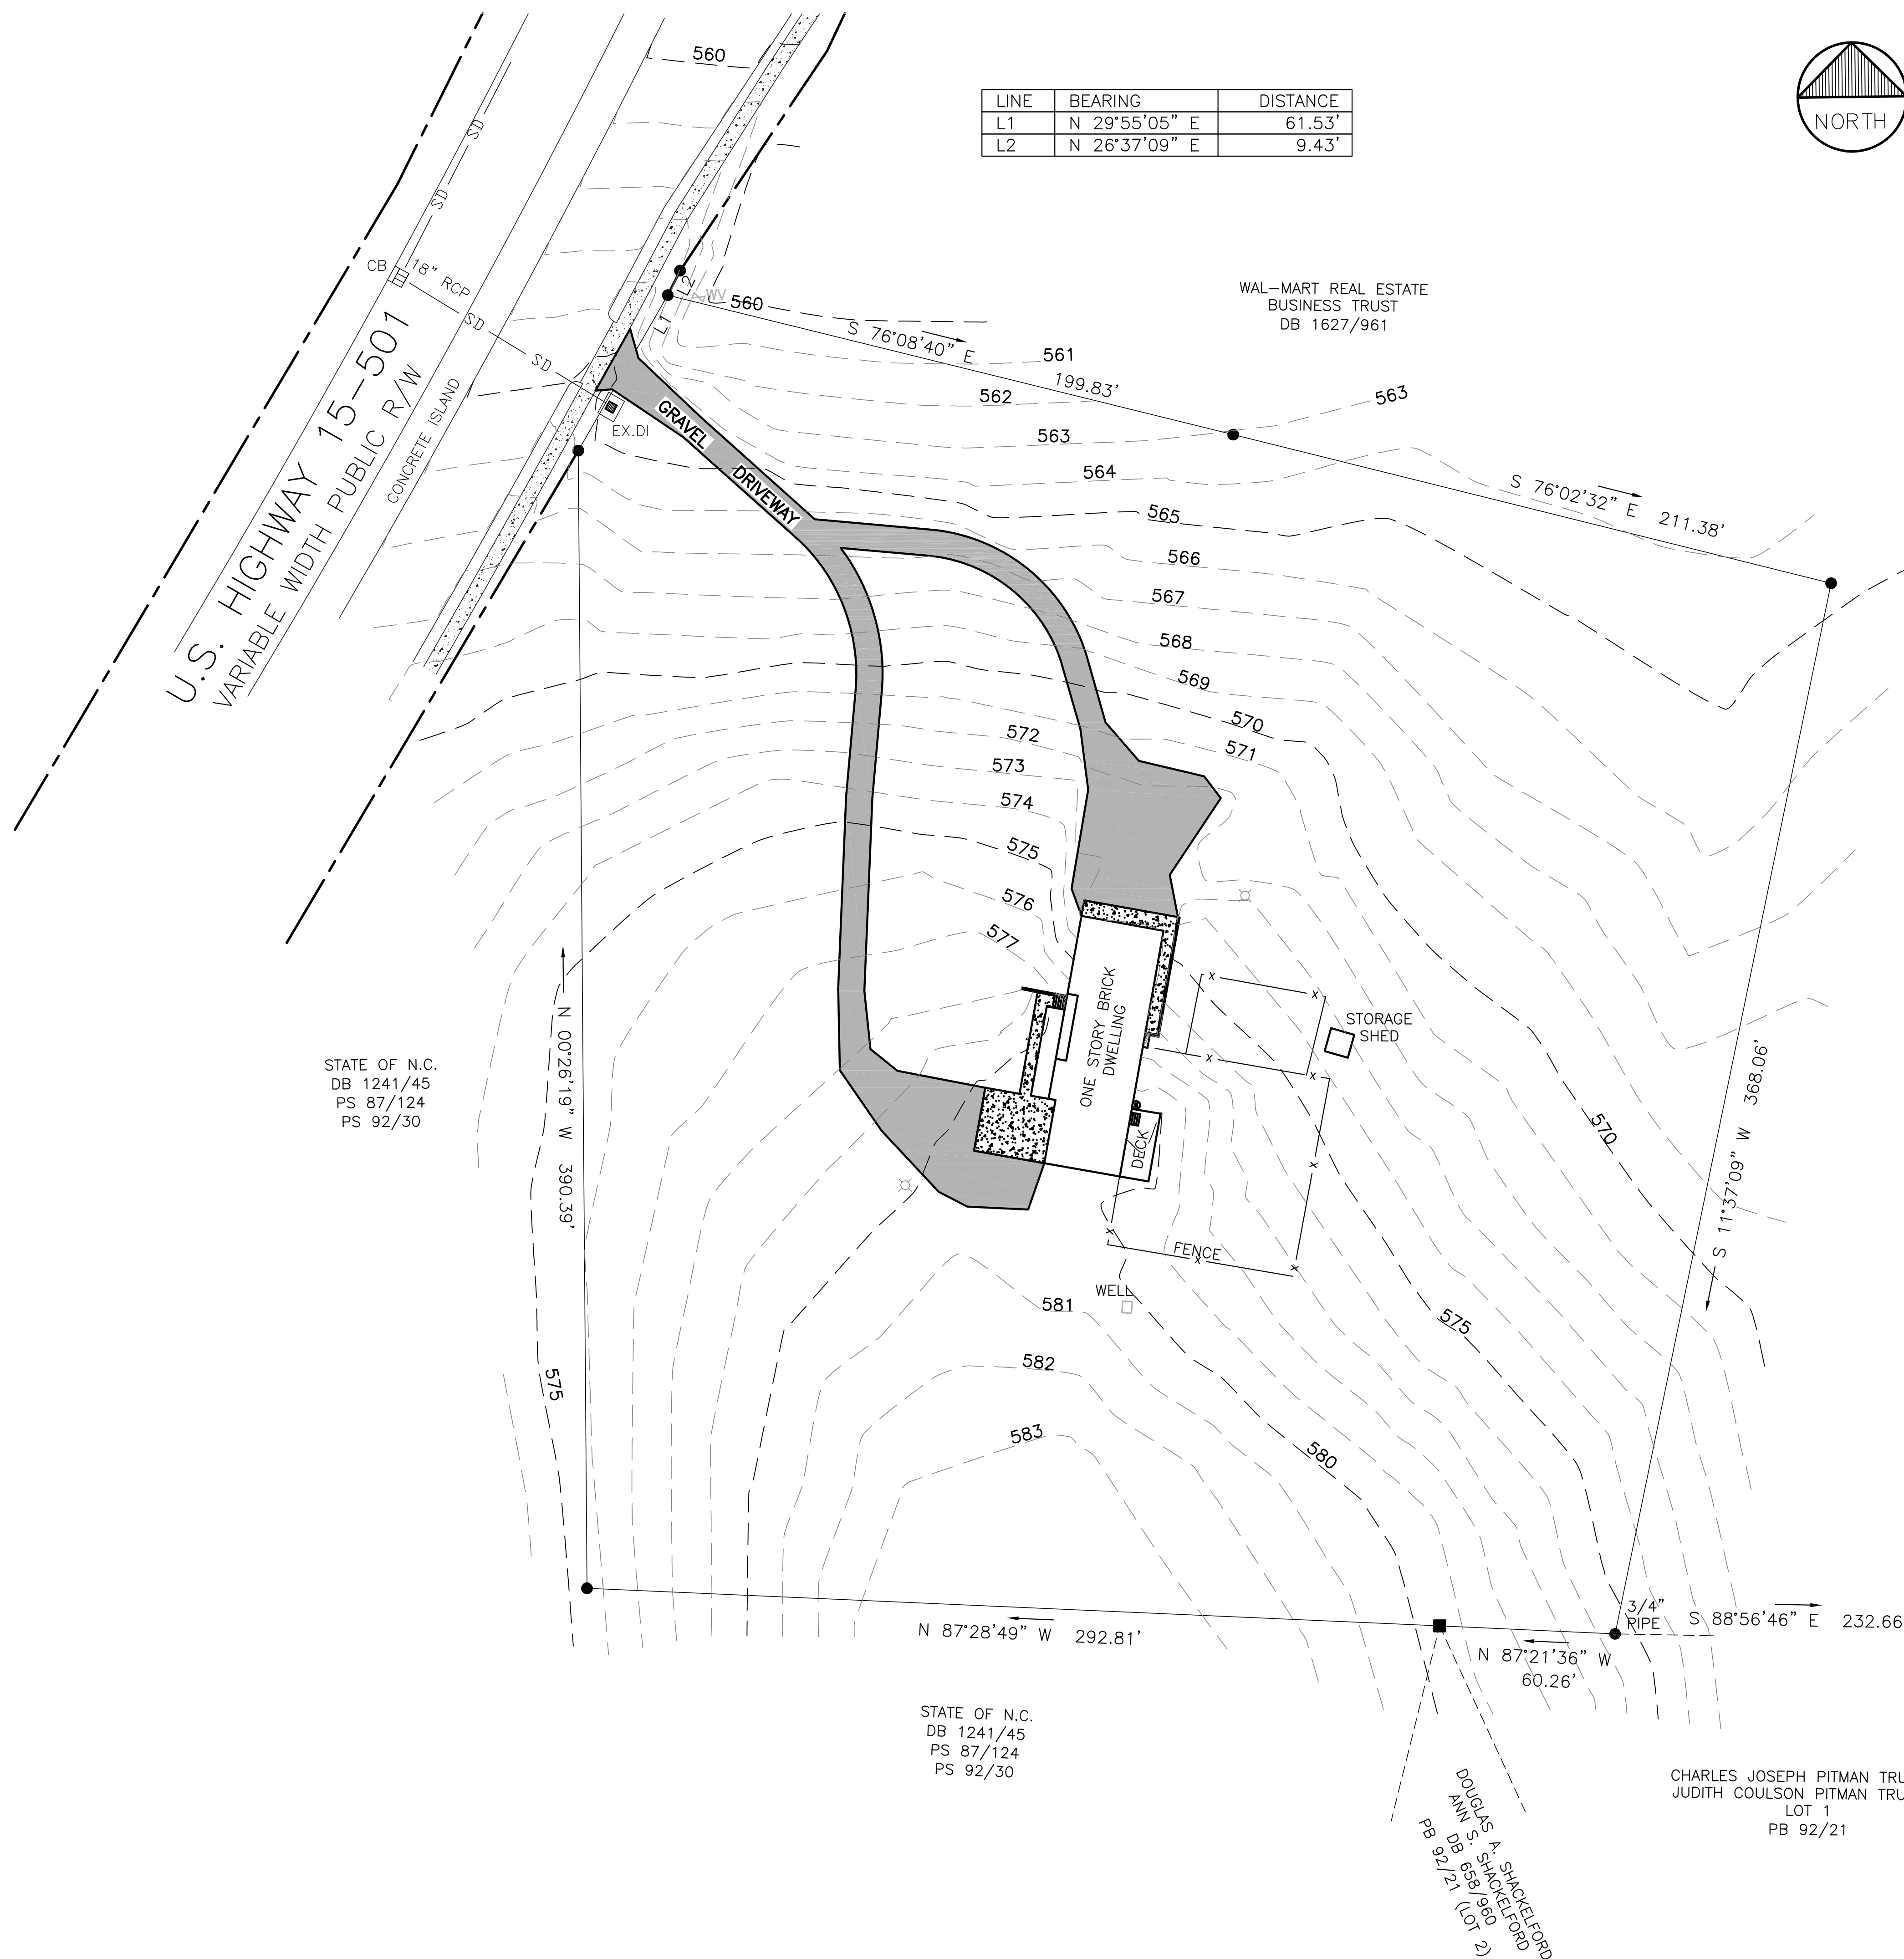 560
LINE BEARING DISTANCE
L1 N 29°55'05" E 61.53'
L2 N 26°37'09" E 9.43'
NORTH
SD
SD
CB
18" RCP
SD
SD
L2
WV
L1
560
WAL-MART REAL ESTATE
BUSINESS TRUST
DB 1627/961
S 76°08'40" E
199.83'
561
562
563
563
564
U.S. HIGHWAY 15-501
VARIABLE WIDTH PUBLIC R/W
CONCRETE ISLAND
EX.DI
GRAVEL
DRIVEWAY
S 76°02'32" E 211.38'
565
566
567
568
569
570
571
572
573
574
575
576
577
ONE STORY BRICK
DWELLING
X
X
X
X
STORAGE
SHED
STATE OF N.C.
DB 1241/45
PS 87/124
PS 92/30
N 00°26'19" W 390.39'
S 11°37'09" W 368.06'
570
DECK
X
X
FENCE
X
X
WELL
581
575
582
575
583
580
N 87°28'49" W 292.81'
3/4"
PIPE
S 88°56'46" E 232.66
N 87°21'36" W
60.26'
STATE OF N.C.
DB 1241/45
PS 87/124
PS 92/30
DOUGLAS A. SHACKELFORD
ANN S. SHACKELFORD
DB 658/960
PB 92/21 (LOT 2)
CHARLES JOSEPH PITMAN TRU
JUDITH COULSON PITMAN TRU
LOT 1
PB 92/21